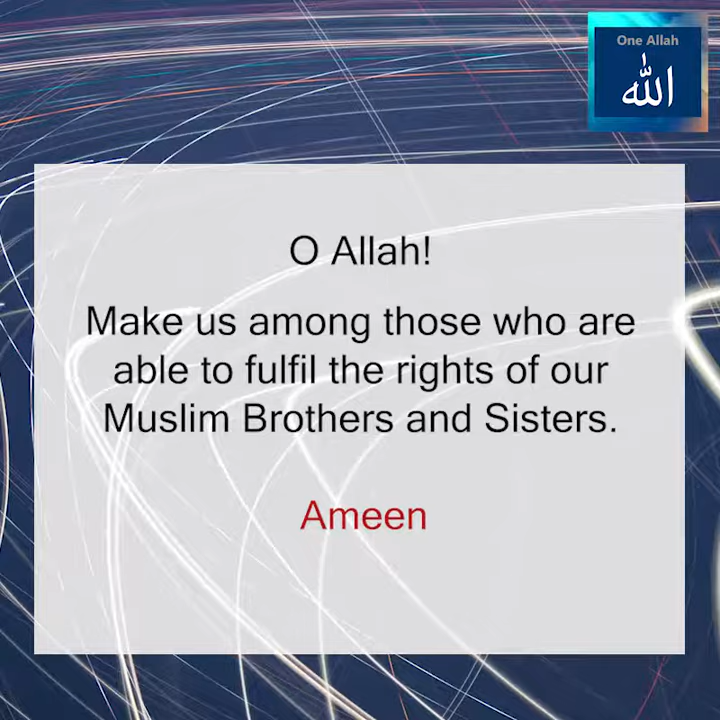 One Allah
الله
O Allah!
Make us among those who are
able to fulfil the rights of our
Muslim Brothers and Sisters.
Ameen